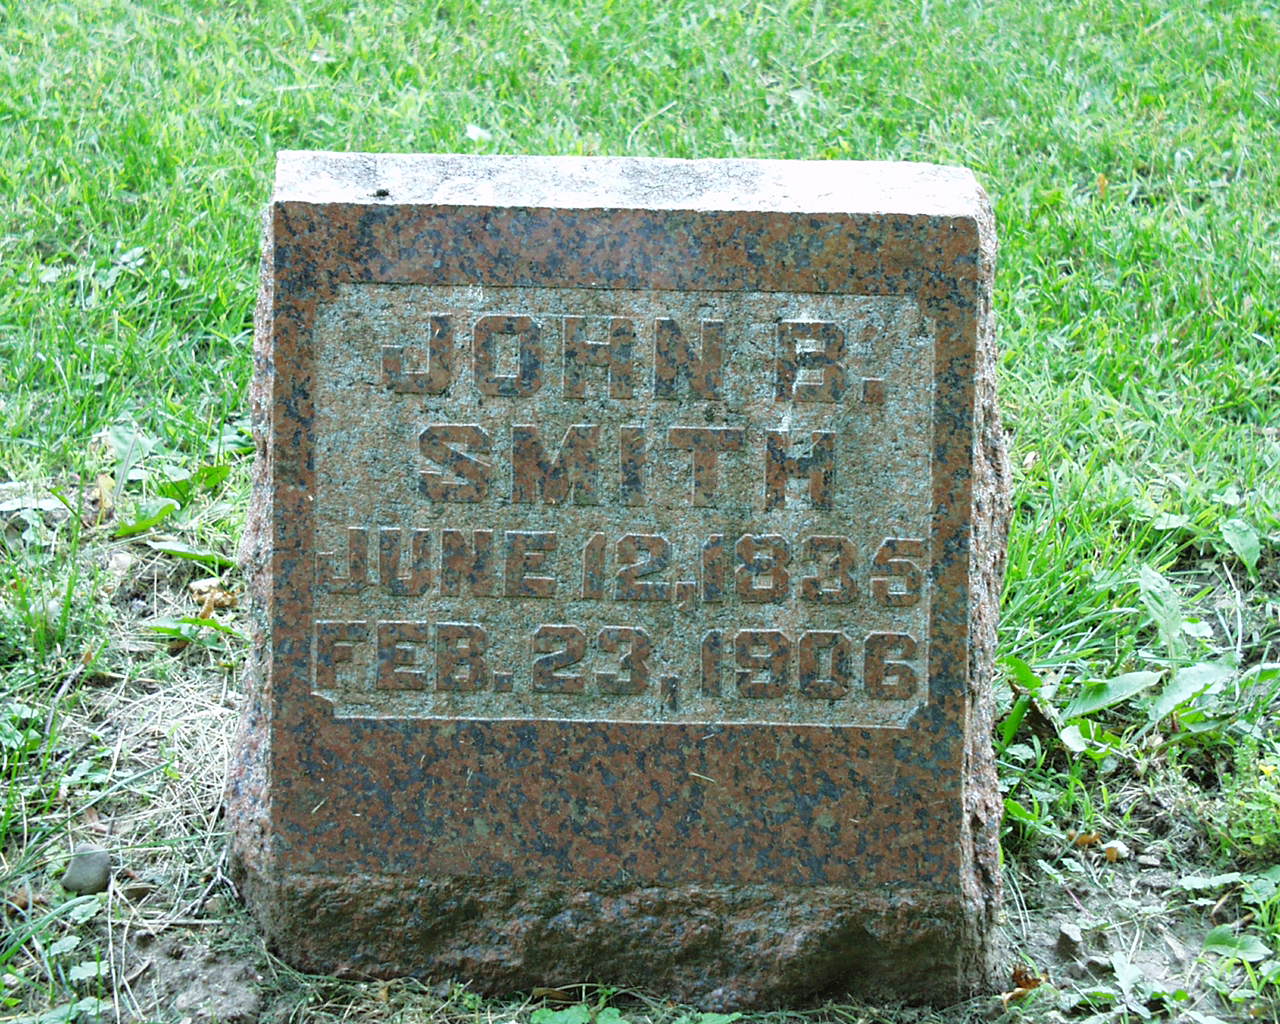 JOHN B.
SMITH
JUNE 12, 1835
FEB. 23, 1906